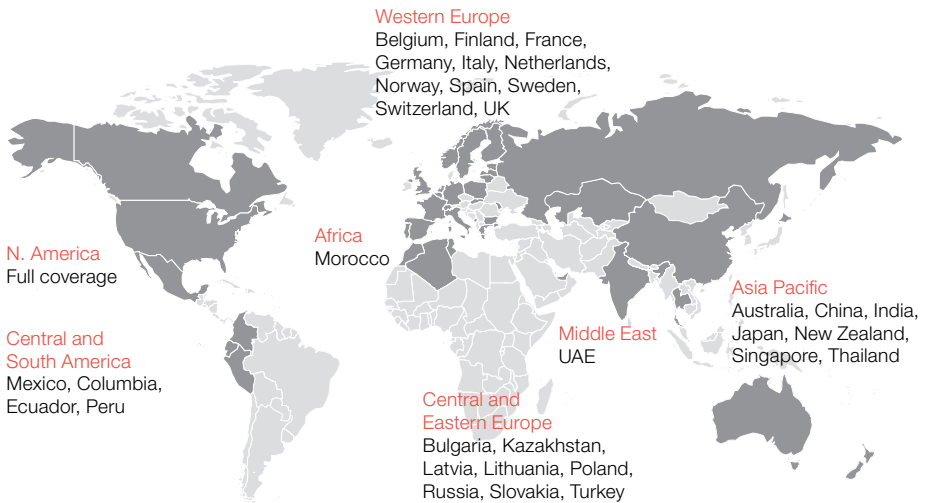 Western Europe
Belgium, Finland, France,
Germany, Italy, Netherlands,
Norway, Spain, Sweden,
Switzerland, UK
N. America
Full coverage
Africa
Morocco
Asia Pacific
Australia, China, India,
Japan, New Zealand,
Singapore, Thailand
Middle East
UAE
Central and
South America
Mexico, Columbia,
Ecuador, Peru
Central and
Eastern Europe
Bulgaria, Kazakhstan,
Latvia, Lithuania, Poland,
Russia, Slovakia, Turkey